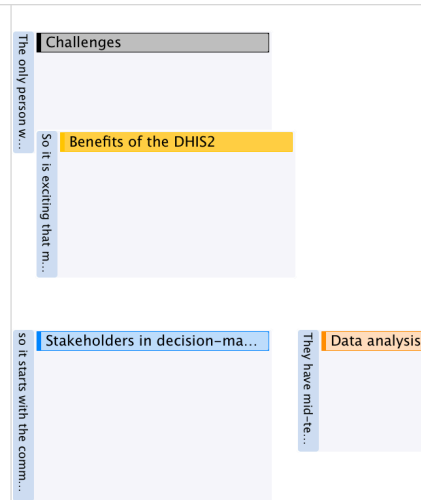 The only person w...
Challenges
So it is exciting that m...
Benefits of the DHIS2
so it starts with the comm...
Stakeholders in decision-ma...
They have mid-te...
Data analysis